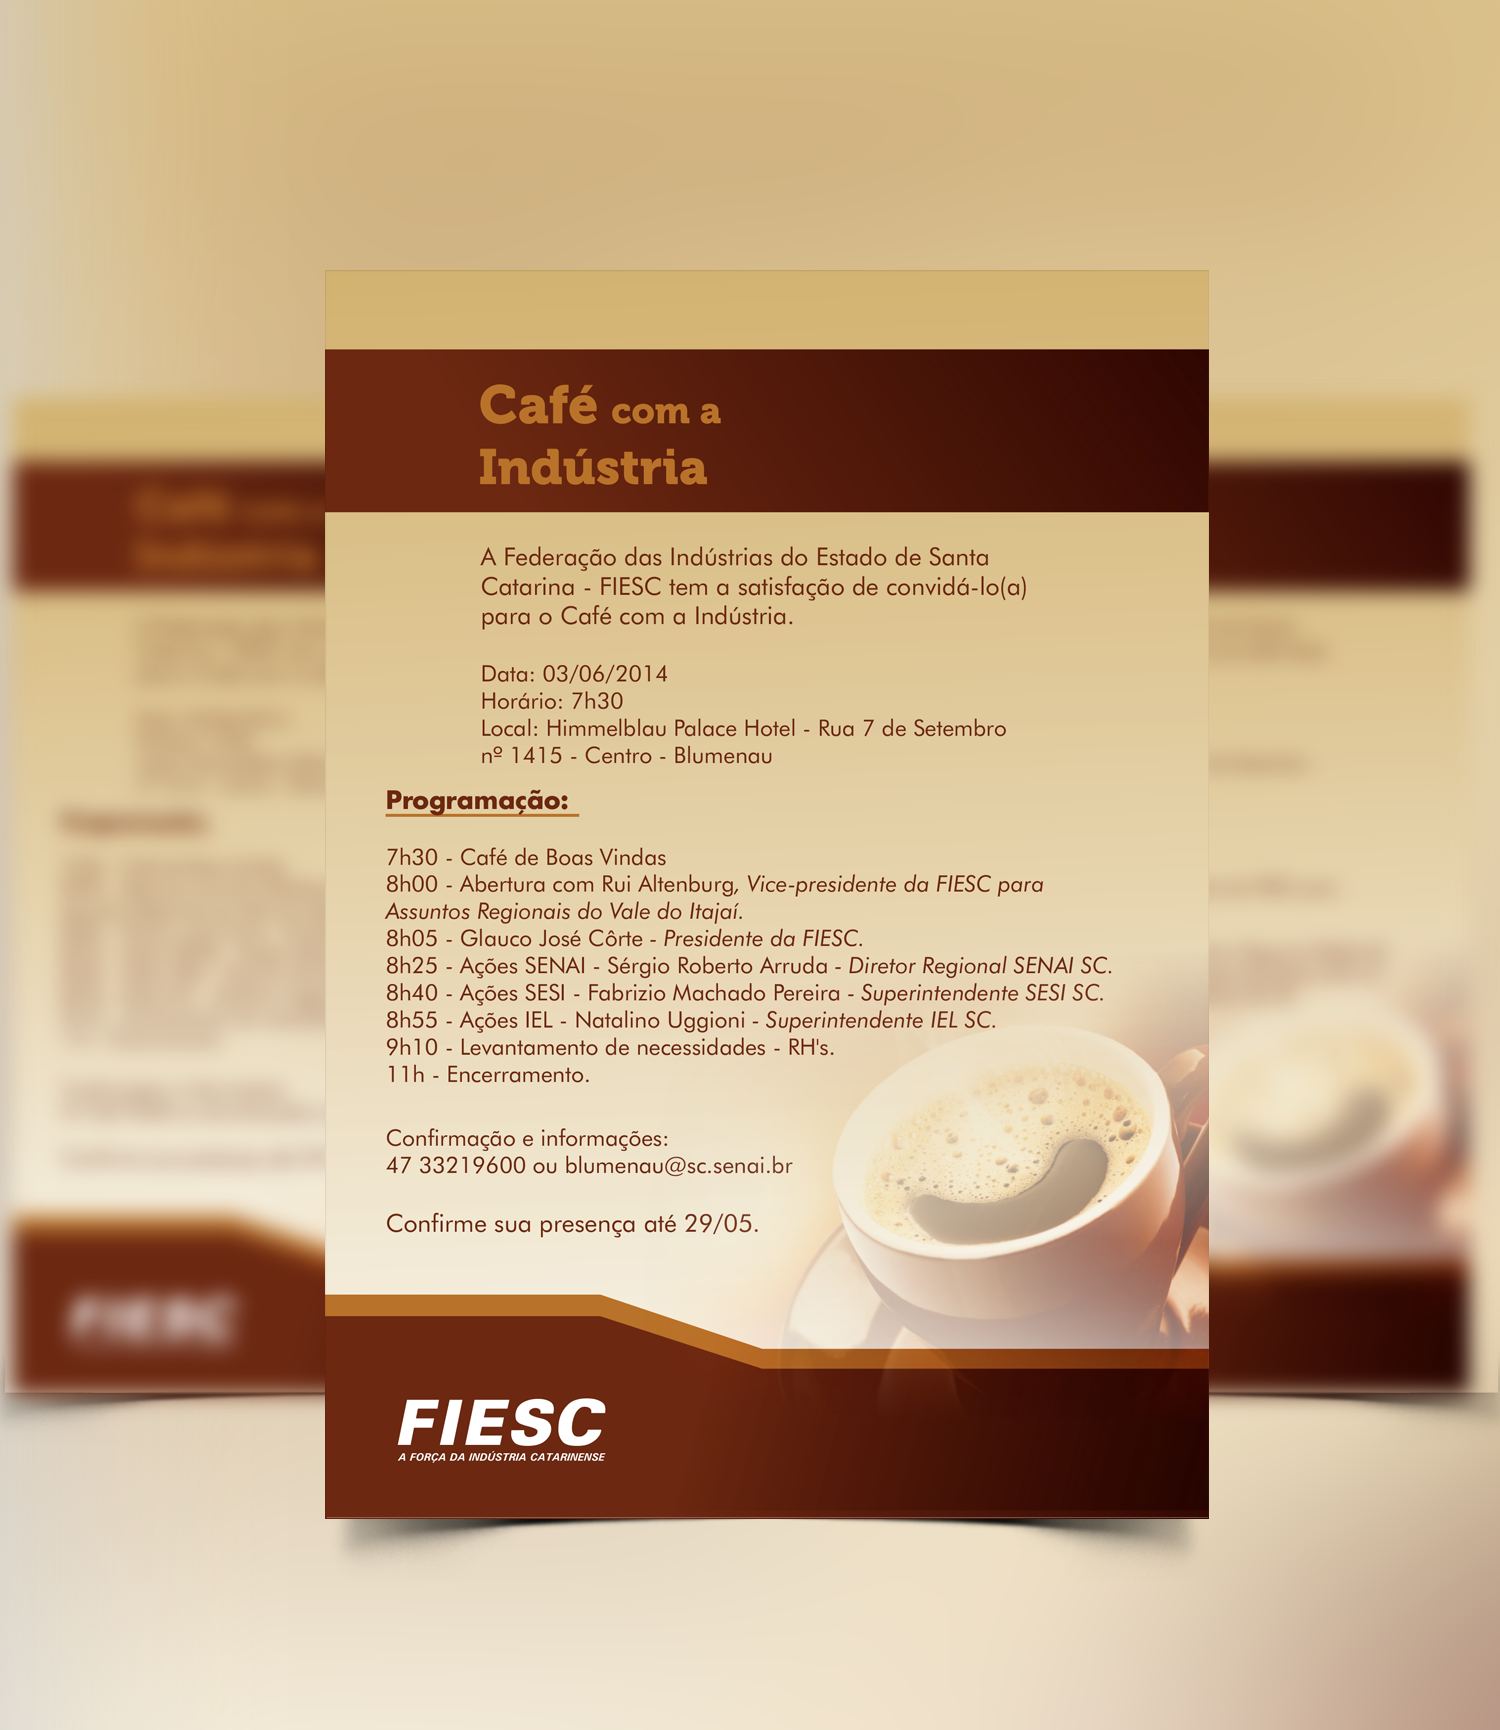 Café com a
Indústria
A Federação das Indústrias do Estado de Santa
Catarina - FIESC tem a satisfação de convidá-lo(a)
para o Café com a Indústria.
Data: 03/06/2014
Horário: 7h30
Local: Himmelblau Palace Hotel - Rua 7 de Setembro
nº 1415 - Centro - Blumenau
Programação:
7h30 - Café de Boas Vindas
8h00 - Abertura com Rui Altenburg, Vice-presidente da FIESC para
Assuntos Regionais do Vale do Itajaí.
8h05 - Glauco José Côrte - Presidente da FIESC.
8h25 - Ações SENAI - Sérgio Roberto Arruda - Diretor Regional SENAI SC.
8h40 - Ações SESI - Fabrizio Machado Pereira - Superintendente SESI SC.
8h55 - Ações IEL - Natalino Uggioni - Superintendente IEL SC.
9h10 - Levantamento de necessidades - RH's.
11h - Encerramento.
Confirmação e informações:
47 33219600 ou blumenau@sc.senai.br
Confirme sua presença até 29/05.
FIESC
A FORÇA DA INDÚSTRIA CATARINENSE